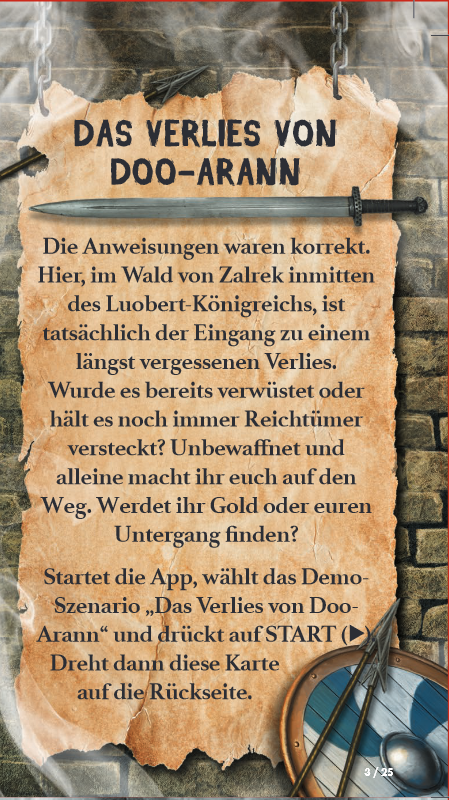 DAS VERLIES VON
DOO-ARANN
Die Anweisungen waren korrekt.
Hier, im Wald von Zalrek inmitten
des Luobert-Königreichs, ist
tatsächlich der Eingang zu einem
längst vergessenen Verlies.
Wurde es bereits verwüstet oder
hält es noch immer Reichtümer
versteckt? Unbewaffnet und
alleine macht ihr euch auf den
Weg. Werdet ihr Gold oder euren
Untergang finden?
Startet die App, wählt das Demo-
Szenario „Das Verlies von Doo-
Arann“ und drückt auf START (▶).
Dreht dann diese Karte
auf die Rückseite.
3 / 25